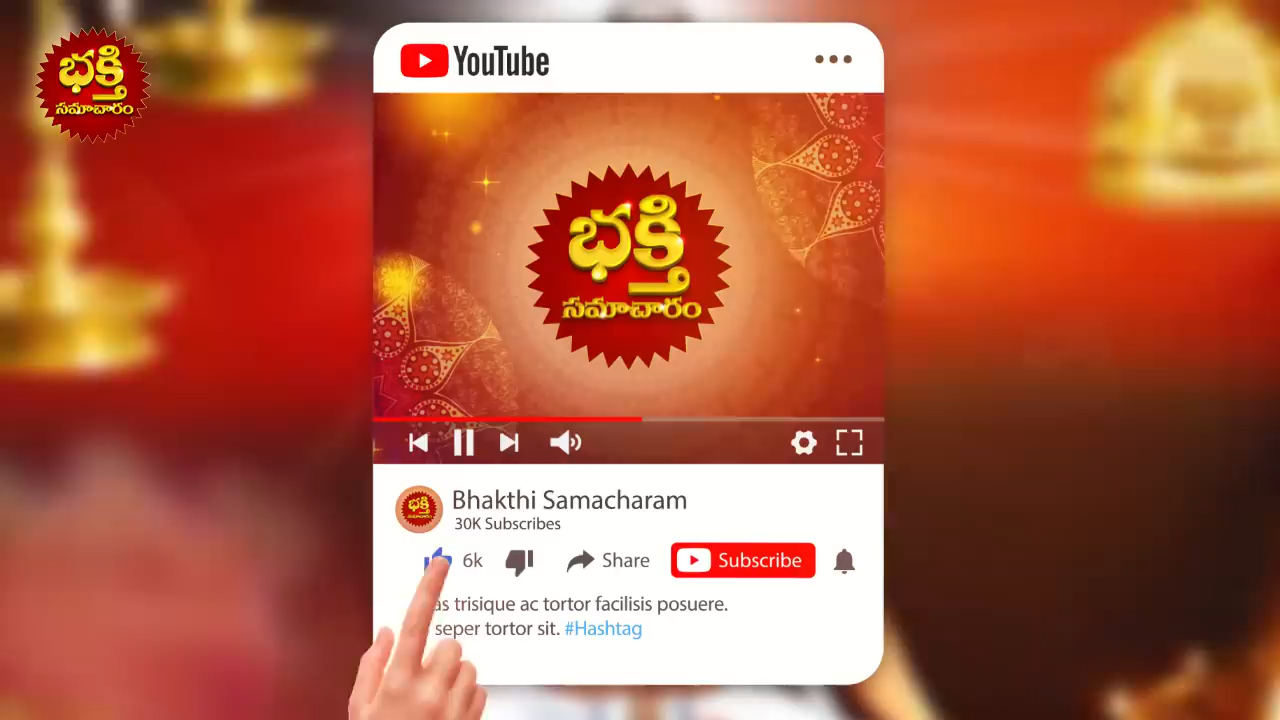 భక్తి
సమాచారం
YouTube
భక్తి
సమాచారం
భక్తి
Bhakthi Samacharam
30K Subscribes
6k
Share
Subscribe
trisique ac tortor facilisis posuere.
seper tortor sit. #Hashtag